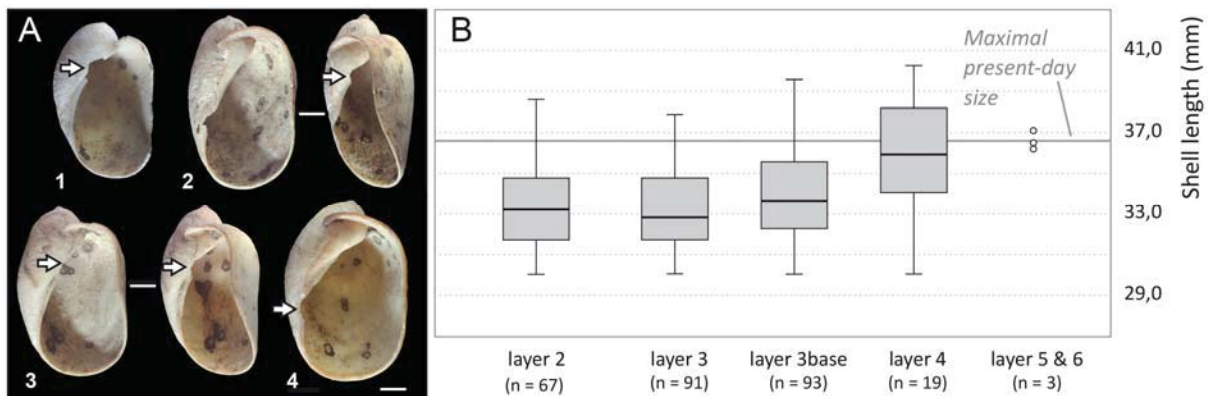 A
1
2
3
4
B
Maximal
present-day
size
41,0
37,0
33,0
29,0
Shell length (mm)
layer 2
(n = 67)
layer 3
(n = 91)
layer 3base
(n = 93)
layer 4
(n = 19)
layer 5 & 6
(n = 3)